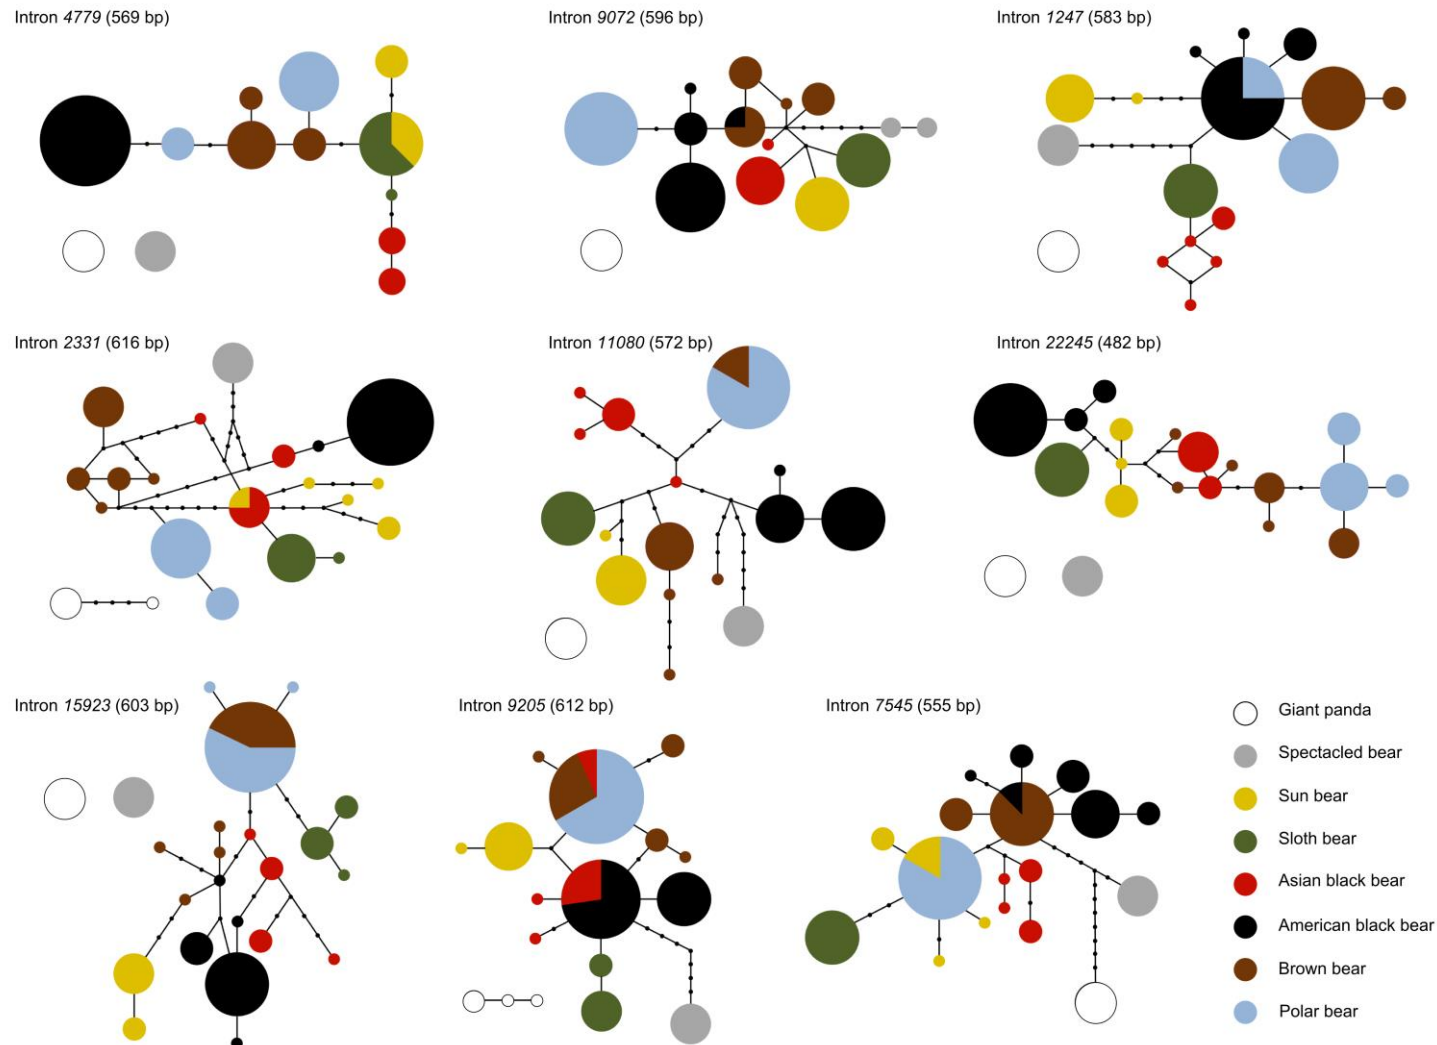 Intron 4779 (569 bp)
Intron 9072 (596 bp)
Intron 1247 (583 bp)
Intron 2331 (616 bp)
Intron 11080 (572 bp)
Intron 22245 (482 bp)
Intron 15923 (603 bp)
Intron 9205 (612 bp)
Intron 7545 (555 bp)
Giant panda
Spectacled bear
Sun bear
Sloth bear
Asian black bear
American black bear
Brown bear
Polar bear